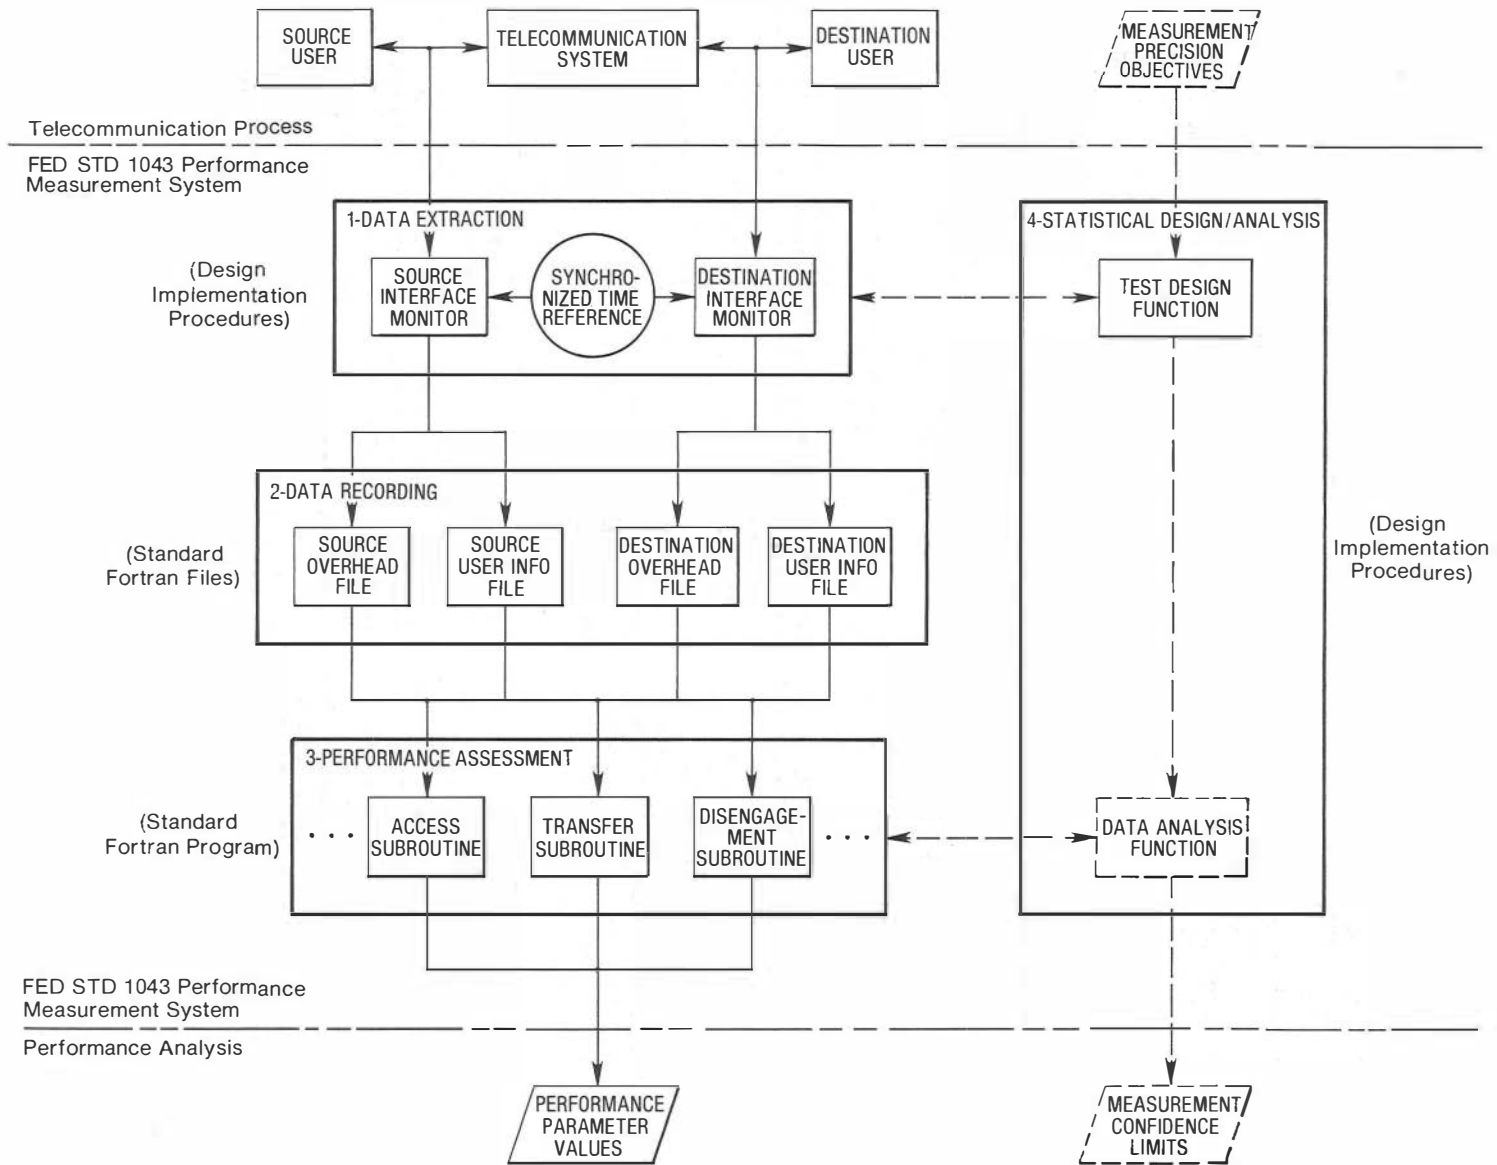 SOURCE
USER
TELECOMMUNICATION
SYSTEM
DESTINATION
USER
MEASUREMENT
PRECISION
OBJECTIVES
Telecommunication Process
FED STD 1043 Performance
Measurement System
1-DATA EXTRACTION
(Design
Implementation
Procedures)
SOURCE
INTERFACE
MONITOR
SYNCHRO-
NIZED TIME
REFERENCE
DESTINATION
INTERFACE
MONITOR
4-STATISTICAL DESIGN/ANALYSIS
TEST DESIGN
FUNCTION
2-DATA RECORDING
(Standard
Fortran Files)
SOURCE
OVERHEAD
FILE
SOURCE
USER INFO
FILE
DESTINATION
OVERHEAD
FILE
DESTINATION
USER INFO
FILE
(Design
Implementation
Procedures)
3-PERFORMANCE ASSESSMENT
(Standard
Fortran Program)
. . .
ACCESS
SUBROUTINE
TRANSFER
SUBROUTINE
DISENGAGE-
MENT
SUBROUTINE
. . .
DATA ANALYSIS
FUNCTION
FED STD 1043 Performance
Measurement System
Performance Analysis
PERFORMANCE
PARAMETER
VALUES
MEASUREMENT
CONFIDENCE
LIMITS